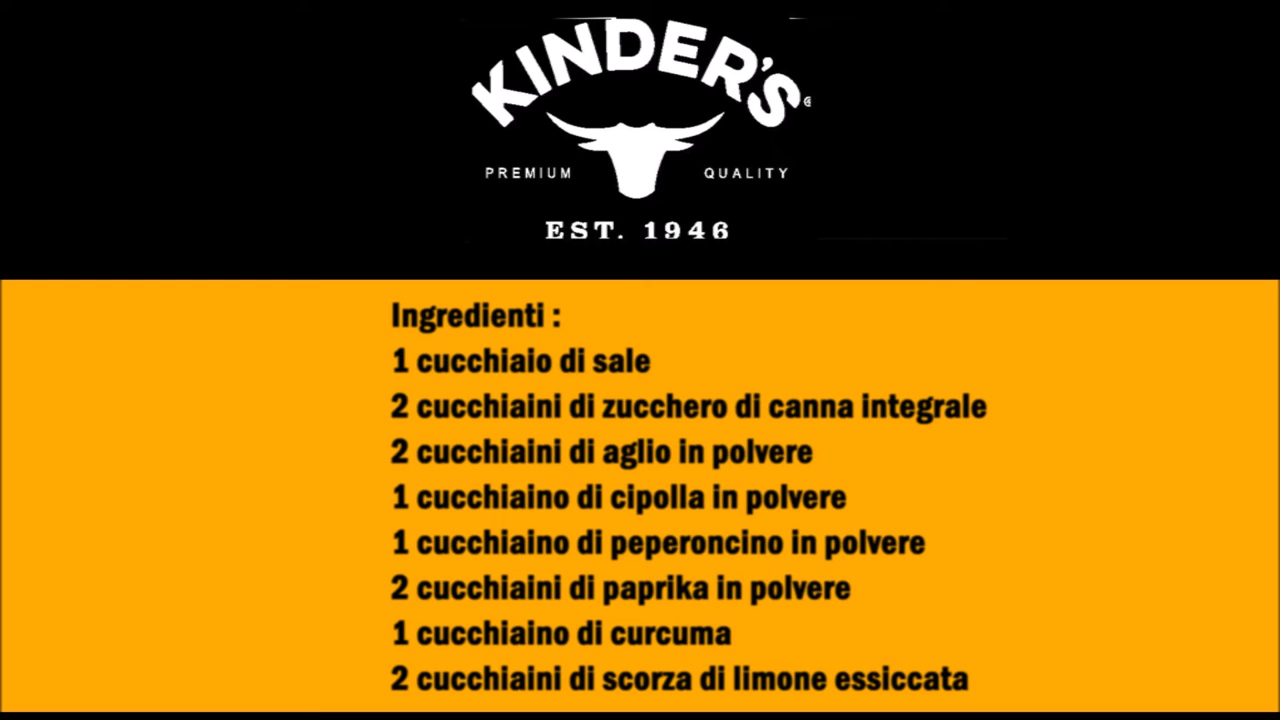 KINDER'S
PREMIUM QUALITY
EST. 1946
Ingredienti :
1 cucchiaio di sale
2 cucchiaini di zucchero di canna integrale
2 cucchiaini di aglio in polvere
1 cucchiaino di cipolla in polvere
1 cucchiaino di peperoncino in polvere
2 cucchiaini di paprika in polvere
1 cucchiaino di curcuma
2 cucchiaini di scorza di limone essiccata